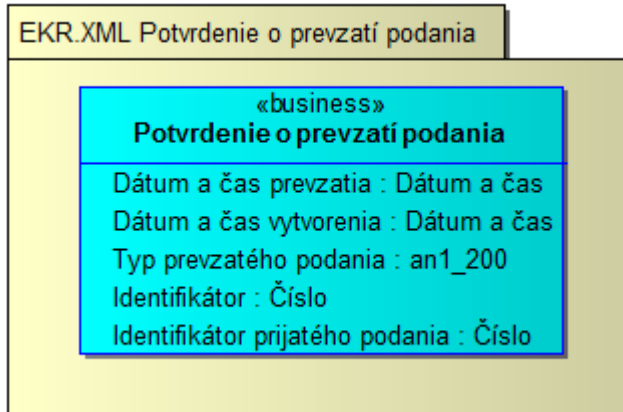 EKR.XML Potvrdenie o prevzatí podania
«business»
Potvrdenie o prevzatí podania
Dátum a čas prevzatia : Dátum a čas
Dátum a čas vytvorenia : Dátum a čas
Typ prevzatého podania : an1_200
Identifikátor : Číslo
Identifikátor prijatého podania : Číslo